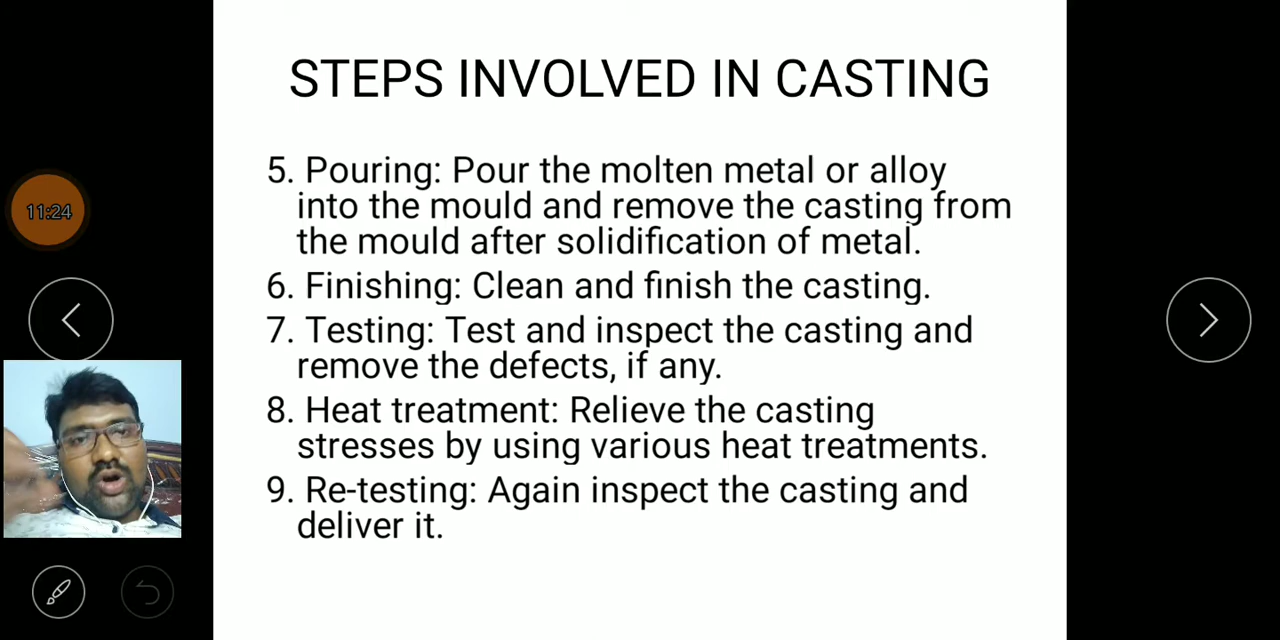 STEPS INVOLVED IN CASTING
5. Pouring: Pour the molten metal or alloy
into the mould and remove the casting from
the mould after solidification of metal.
6. Finishing: Clean and finish the casting.
7. Testing: Test and inspect the casting and
remove the defects, if any.
8. Heat treatment: Relieve the casting
stresses by using various heat treatments.
9. Re-testing: Again inspect the casting and
deliver it.
11:24